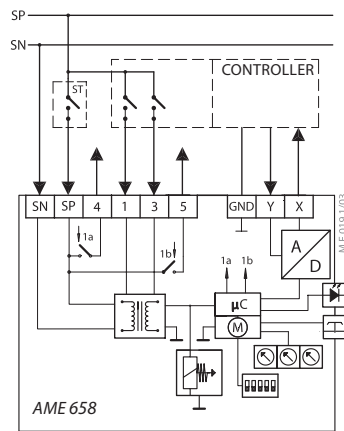 SP
SN
CONTROLLER
ST
SN SP 4 1 3 5 GND Y X
1a
1b
1a 1b
A
D
µC
M
AME 658